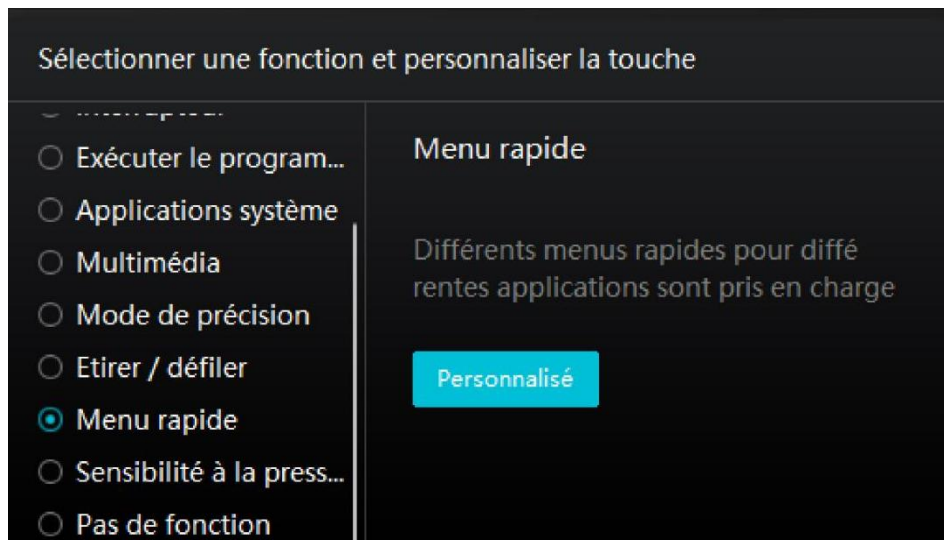 Sélectionner une fonction et personnaliser la touche
Exécuter le program...
Applications système
Multimédia
Mode de précision
Etirer / défiler
Menu rapide
Sensibilité à la press...
Pas de fonction
Menu rapide
Différents menus rapides pour diffé
rentes applications sont pris en charge
Personnalisé